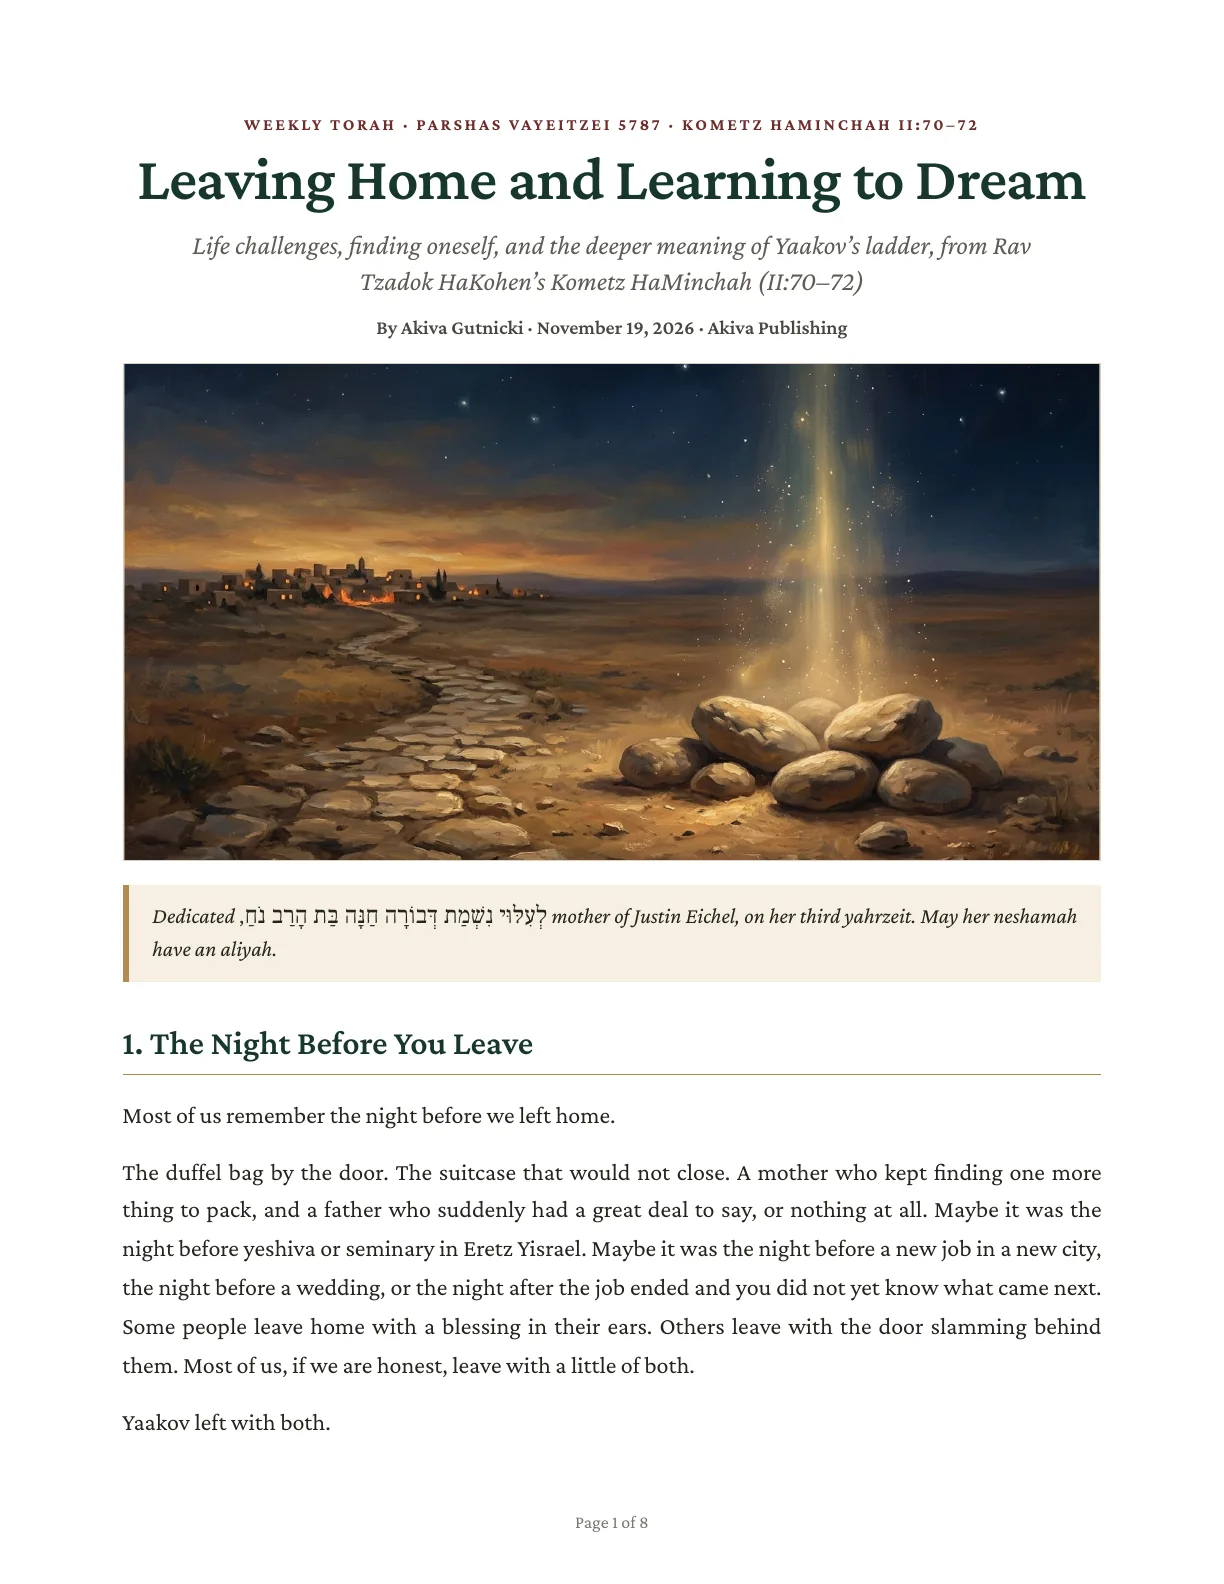 WEEKLY TORAH · PARSHAS VAYEITZEI 5787 · KOMETZ HAMINCHAH II:70–72
Leaving Home and Learning to Dream
Life challenges, finding oneself, and the deeper meaning of Yaakov’s ladder, from Rav
Tzadok HaKohen’s Kometz HaMinchah (II:70–72)
By Akiva Gutnicki · November 19, 2026 · Akiva Publishing
Dedicated לְעִלּוּי נִשְׁמַת דְּבוֹרָה חַנָּה בַּת הָרַב נֹחַ, mother of Justin Eichel, on her third yahrzeit. May her neshamah
have an aliyah.
1. The Night Before You Leave
Most of us remember the night before we left home.
The duffel bag by the door. The suitcase that would not close. A mother who kept finding one more
thing to pack, and a father who suddenly had a great deal to say, or nothing at all. Maybe it was the
night before yeshiva or seminary in Eretz Yisrael. Maybe it was the night before a new job in a new city,
the night before a wedding, or the night after the job ended and you did not yet know what came next.
Some people leave home with a blessing in their ears. Others leave with the door slamming behind
them. Most of us, if we are honest, leave with a little of both.
Yaakov left with both.
Page 1 of 8